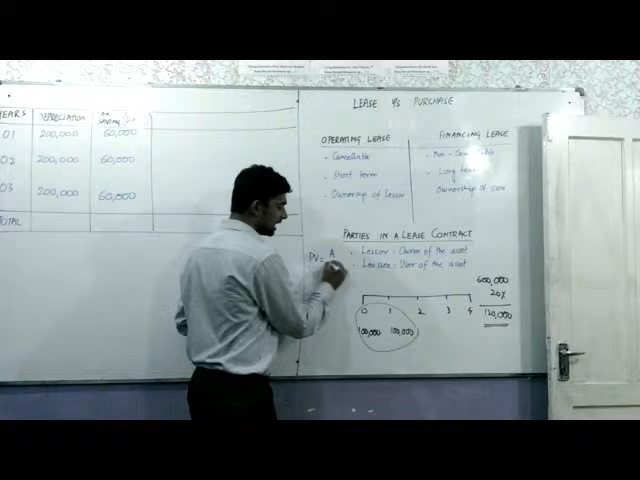 YEARS DEPRECIATION TAX SAVING
01 200,000 60,000
02 200,000 60,000
03 200,000 60,000
TOTAL
LEASE V/S PURCHASE
OPERATING LEASE
- Cancellable
- Short term
- Ownership of Lessor
FINANCING LEASE
- Non-Cancellable
- Long term
Ownership of user
PARTIES IN A LEASE CONTRACT
- Lessor: Owner of the asset
- Leassee: User of the asset
PV = A
0 1 2 3 4
100,000 100,000
600,000
20%
120,000